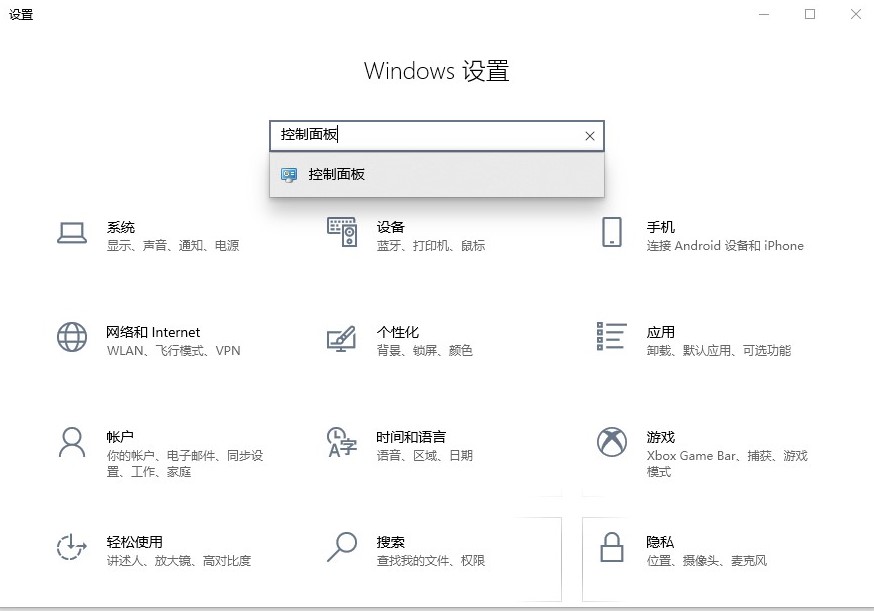 设置
Windows 设置
控制面板
控制面板
系统
显示、声音、通知、电源
设备
蓝牙、打印机、鼠标
手机
连接 Android 设备和 iPhone
网络和 Internet
WLAN、飞行模式、VPN
个性化
背景、锁屏、颜色
应用
卸载、默认应用、可选功能
帐户
你的帐户、电子邮件、同步设
置、工作、家庭
时间和语言
语音、区域、日期
游戏
Xbox Game Bar、捕获、游戏
模式
轻松使用
讲述人、放大镜、高对比度
搜索
查找我的文件、权限
隐私
位置、摄像头、麦克风